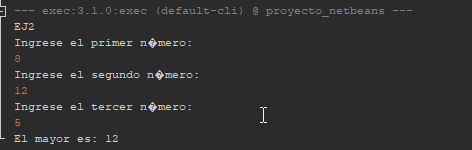 --- exec:3.1.0:exec (default-cli) @ proyecto_netbeans ---
EJ2
Ingrese el primer n�mero:
8
Ingrese el segundo n�mero:
12
Ingrese el tercer n�mero:
5
El mayor es: 12